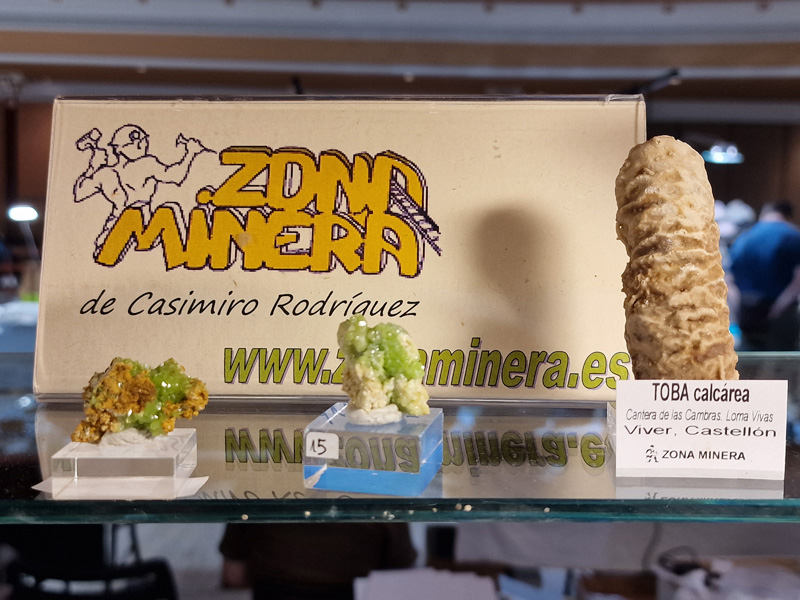 ZONA
MINERA
de Casimiro Rodríguez
www.zonaminera.es
15
TOBA calcárea
Cantera de las Cambras. Loma Vivas
Viver, Castellón
ZONA MINERA